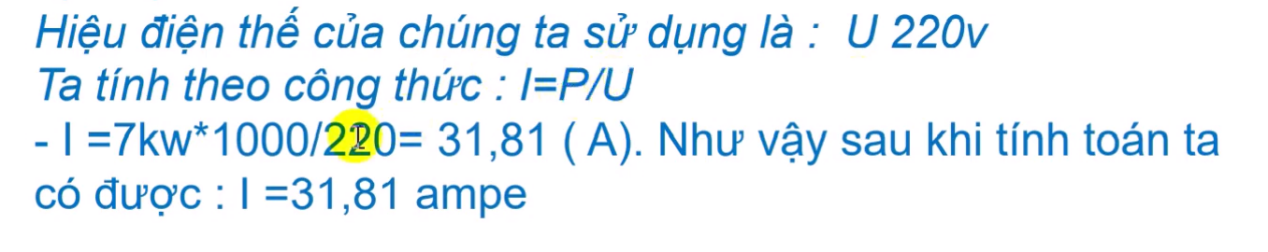 Hiệu điện thế của chúng ta sử dụng là : U 220v
Ta tính theo công thức : I=P/U
- I =7kw*1000/220= 31,81 ( A). Như vậy sau khi tính toán ta
có được : I =31,81 ampe